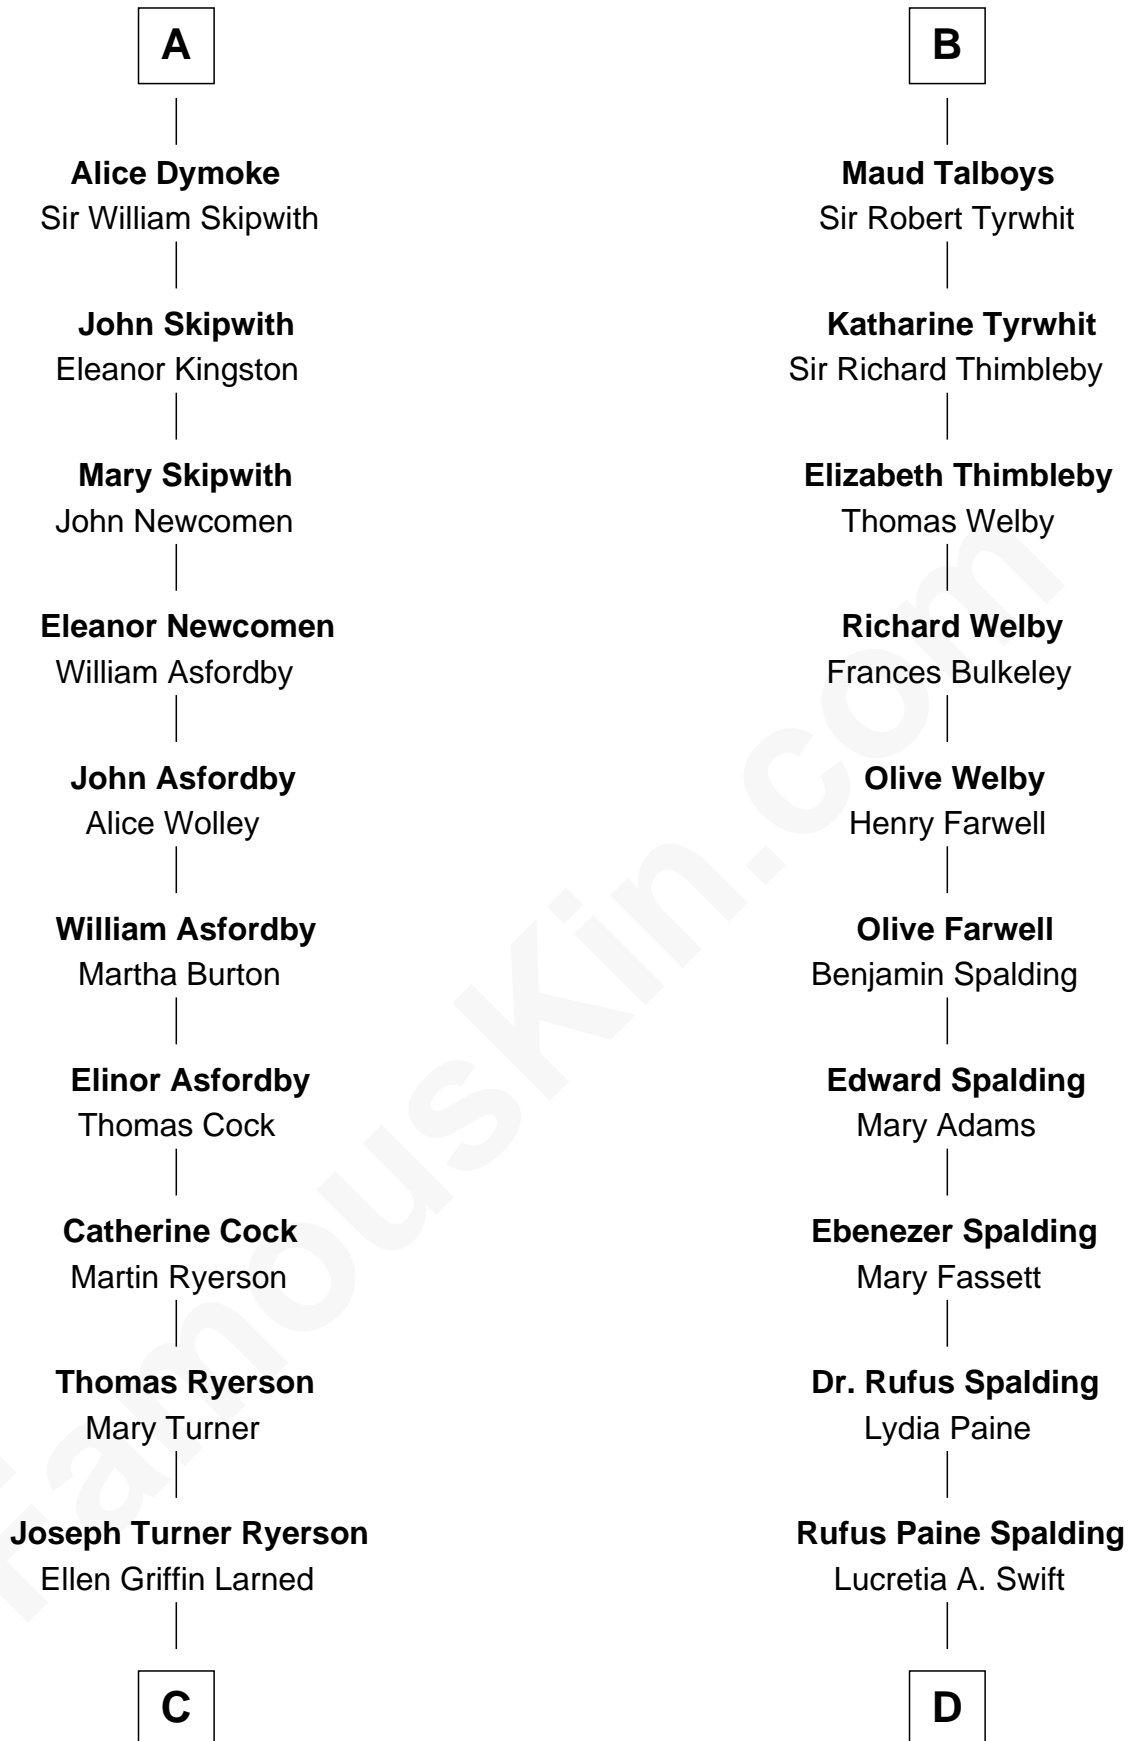 A
Alice Dymoke
Sir William Skipwith
John Skipwith
Eleanor Kingston
Mary Skipwith
John Newcomen
Eleanor Newcomen
William Asfordby
John Asfordby
Alice Wolley
William Asfordby
Martha Burton
Elinor Asfordby
Thomas Cock
Catherine Cock
Martin Ryerson
Thomas Ryerson
Mary Turner
Joseph Turner Ryerson
Ellen Griffin Larned
C
B
Maud Talboys
Sir Robert Tyrwhit
Katharine Tyrwhit
Sir Richard Thimbleby
Elizabeth Thimbleby
Thomas Welby
Richard Welby
Frances Bulkeley
Olive Welby
Henry Farwell
Olive Farwell
Benjamin Spalding
Edward Spalding
Mary Adams
Ebenezer Spalding
Mary Fassett
Dr. Rufus Spalding
Lydia Paine
Rufus Paine Spalding
Lucretia A. Swift
D
FamousKin.com